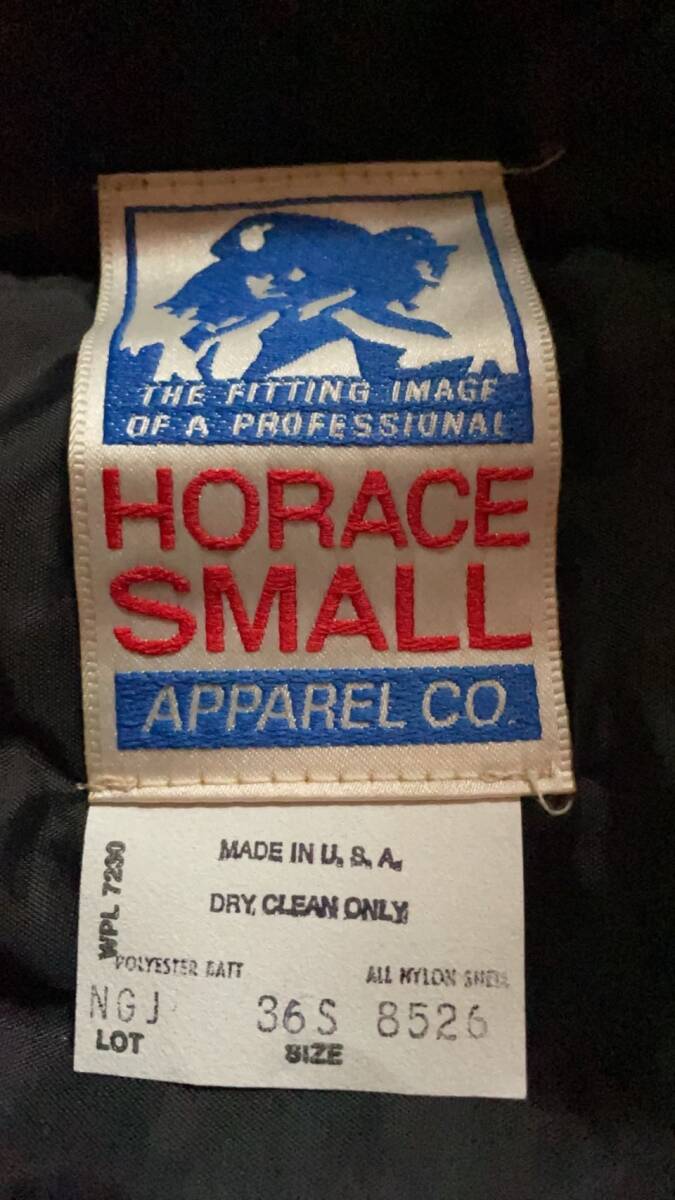 THE FITTING IMAGE
OF A PROFESSIONAL
HORACE
SMALL
APPAREL CO.
WPL 7230
MADE IN U. S. A.
DRY CLEAN ONLY
POLYESTER BATT
ALL NYLON SHELL
NGJ 36S 8526
LOT SIZE